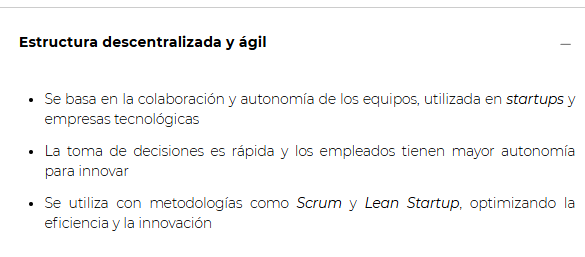 Estructura descentralizada y ágil
• Se basa en la colaboración y autonomía de los equipos, utilizada en startups y
empresas tecnológicas
• La toma de decisiones es rápida y los empleados tienen mayor autonomía
para innovar
• Se utiliza con metodologías como Scrum y Lean Startup, optimizando la
eficiencia y la innovación